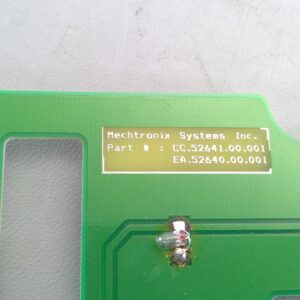 Mechtronix Systems Inc.
Part # : CC.52641.00.001
EA.52640.00.001